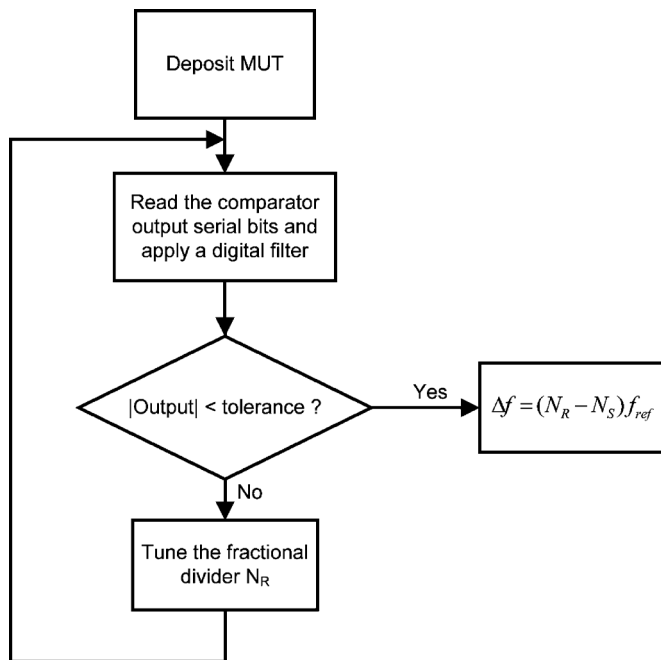 Deposit MUT
Read the comparator
output serial bits and
apply a digital filter
|Output| < tolerance ?
Yes
Δf = (N_R − N_S) f_ref
No
Tune the fractional
divider N_R